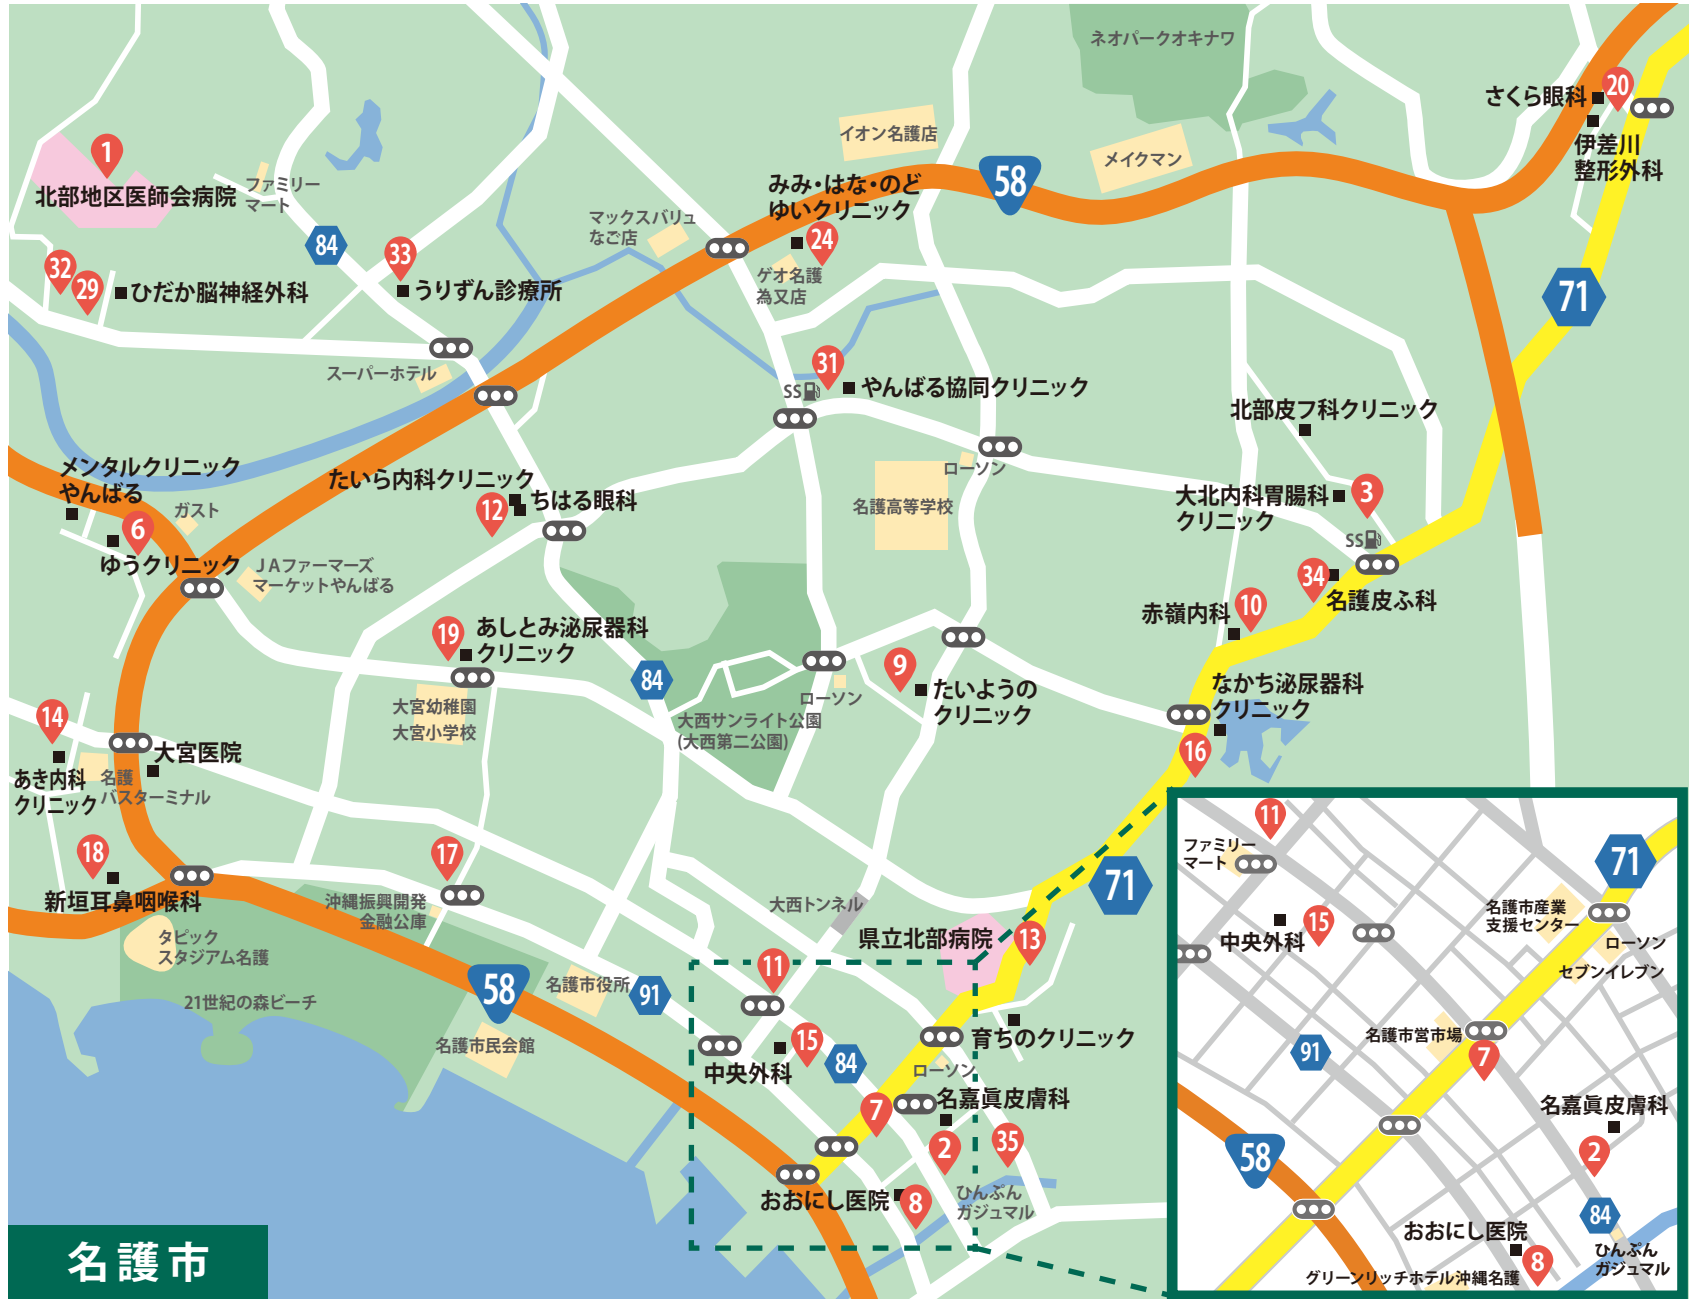 ネオパークオキナワ
さくら眼科
20
伊差川
整形外科
イオン名護店
メイクマン
58
1
北部地区医師会病院
ファミリー
マート
みみ・はな・のど
ゆいクリニック
24
マックスバリュ
なご店
84
33
うりずん診療所
32
29
ひだか脳神経外科
ゲオ名護
為又店
71
スーパーホテル
31
SS
やんばる協同クリニック
北部皮フ科クリニック
メンタルクリニック
やんばる
たいら内科クリニック
12
ちはる眼科
ローソン
名護高等学校
大北内科胃腸科
クリニック
3
SS
ガスト
6
ゆうクリニック
JAファーマーズ
マーケットやんばる
34
名護皮ふ科
10
赤嶺内科
19
あしとみ泌尿器科
クリニック
84
ローソン
9
たいようの
クリニック
なかち泌尿器科
クリニック
16
大宮幼稚園
大宮小学校
大西サンライト公園
(大西第二公園)
14
大宮医院
あき内科
クリニック
名護
バスターミナル
18
新垣耳鼻咽喉科
17
沖縄振興開発
金融公庫
大西トンネル
71
県立北部病院
13
タピック
スタジアム名護
21世紀の森ビーチ
58
名護市役所
91
名護市民会館
11
15
中央外科
84
育ちのクリニック
ローソン
7
名嘉眞皮膚科
2
35
おおにし医院
8
ひんぷん
ガジュマル
名護市
11
ファミリー
マート
71
15
中央外科
名護市産業
支援センター
ローソン
セブンイレブン
名護市営市場
7
91
名嘉眞皮膚科
2
58
84
おおにし医院
8
ひんぷん
ガジュマル
グリーンリッチホテル沖縄名護